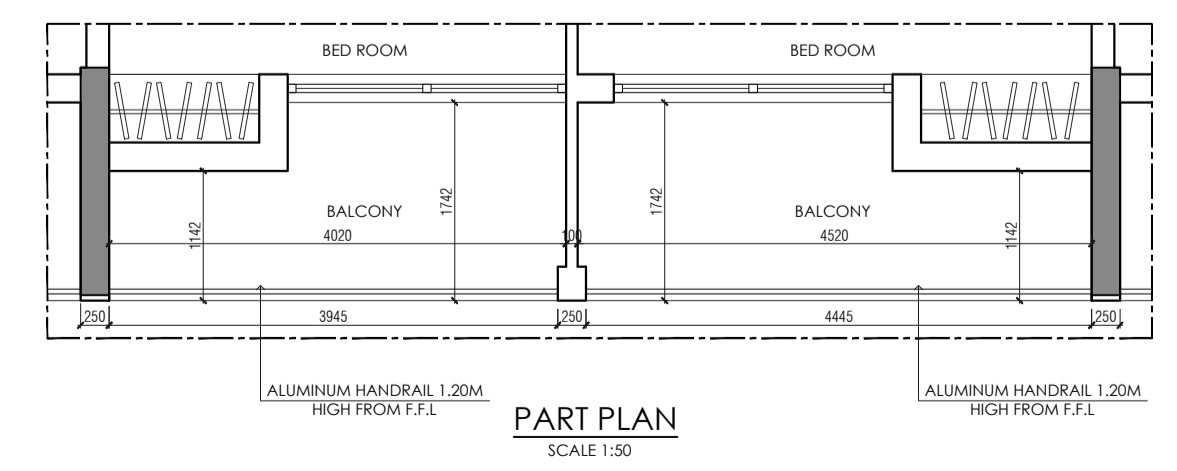 BED ROOM
BED ROOM
1742
1742
1142
1142
BALCONY
BALCONY
4020
100
4520
250
3945
250
4445
250
ALUMINUM HANDRAIL 1.20M
HIGH FROM F.F.L
ALUMINUM HANDRAIL 1.20M
HIGH FROM F.F.L
PART PLAN
SCALE 1:50